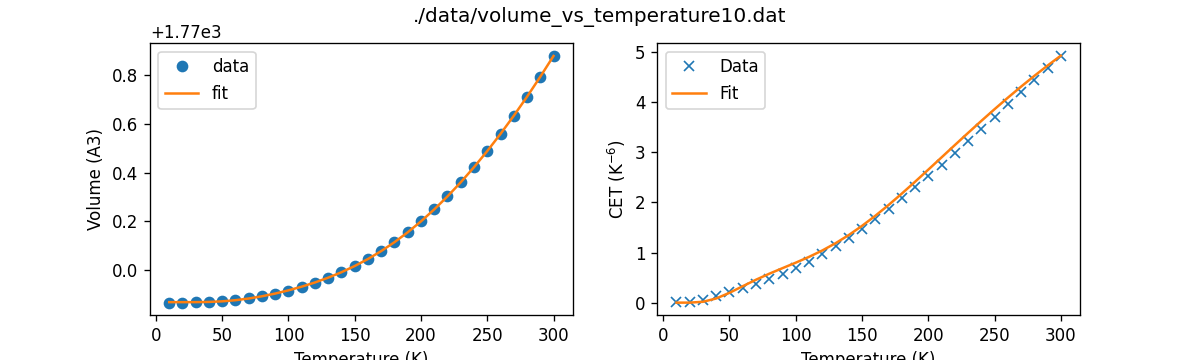 ./data/volume_vs_temperature10.dat
+1.77e3
data
fit
0.8
0.6
0.4
0.2
0.0
Volume (A3)
0 50 100 150 200 250 300
Temperature (K)
Data
Fit
5
4
3
2
1
0
CET (K⁻⁶)
0 50 100 150 200 250 300
Temperature (K)